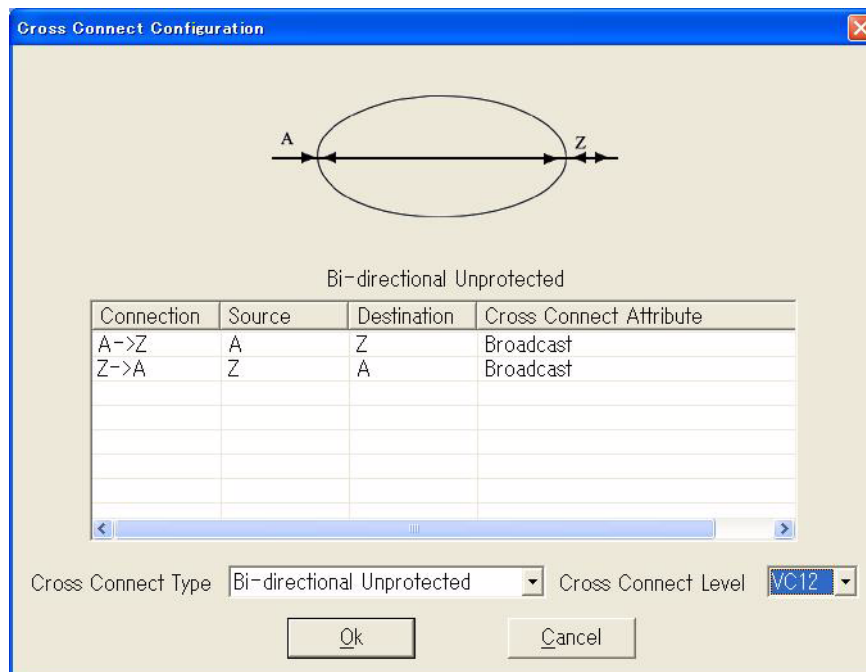 Cross Connect Configuration
A Z
Bi-directional Unprotected
Connection Source Destination Cross Connect Attribute
A->Z A Z Broadcast
Z->A Z A Broadcast
Cross Connect Type Bi-directional Unprotected Cross Connect Level VC12
Ok Cancel